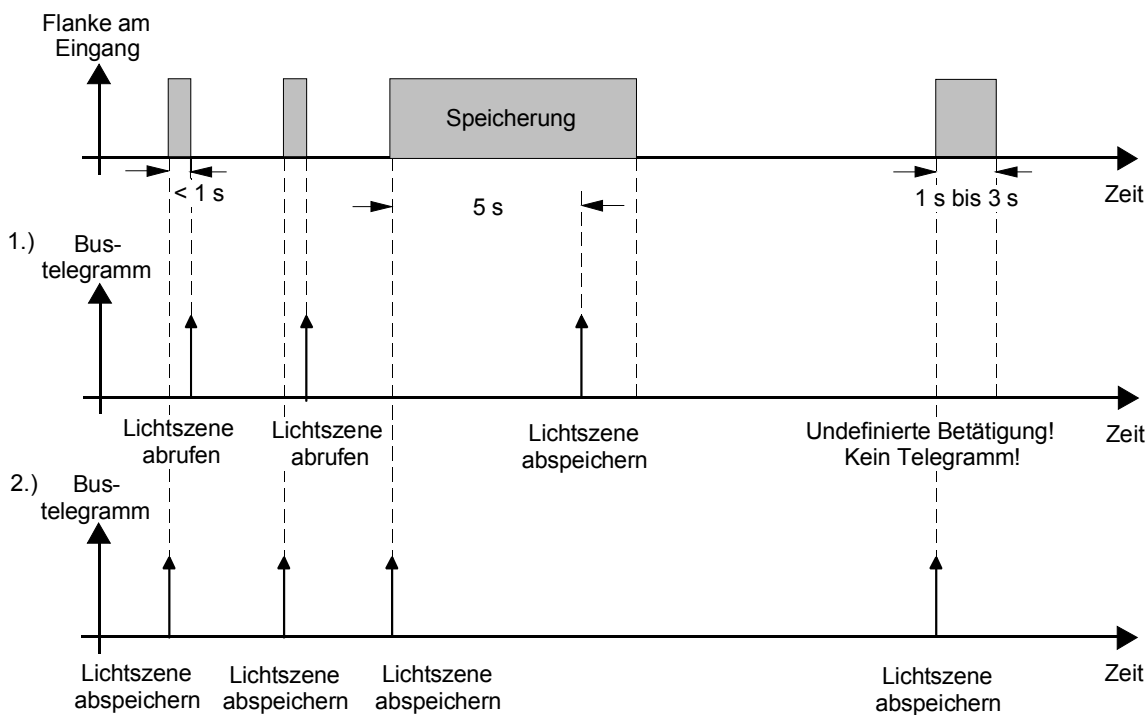 Flanke am
Eingang
Speicherung
< 1 s
5 s
1 s bis 3 s
Zeit
1.) Bus-
telegramm
Lichtszene
abrufen
Lichtszene
abrufen
Lichtszene
abspeichern
Undefinierte Betätigung!
Kein Telegramm!
Zeit
2.) Bus-
telegramm
Lichtszene
abspeichern
Lichtszene
abspeichern
Lichtszene
abspeichern
Lichtszene
abspeichern
Zeit